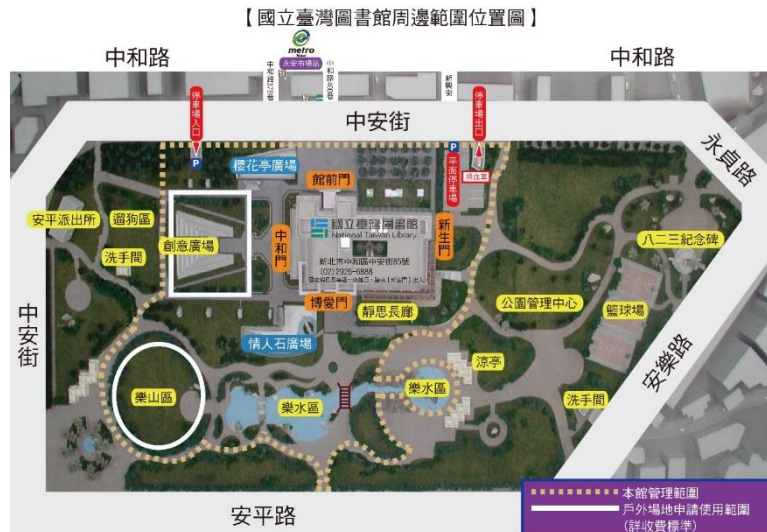 【國立臺灣圖書館周邊範圍位置圖】
metro
永安市場站
中和路
中和路
中安街
新興街
停車場入口
P
停車場出口
P
平面停車場
捐血車
永貞路
櫻花亭廣場
館前門
安平派出所
遛狗區
創意廣場
中和門
國立臺灣圖書館
National Taiwan Library
新北市中和區中安街85號
(02)2926-6888
新生門
八二三紀念碑
洗手間
博愛門
靜思長廊
公園管理中心
籃球場
中安街
情人石廣場
安樂路
樂山區
樂水區
樂水區
涼亭
洗手間
安平路
本館管理範圍
戶外場地申請使用範圍
(詳收費標準)